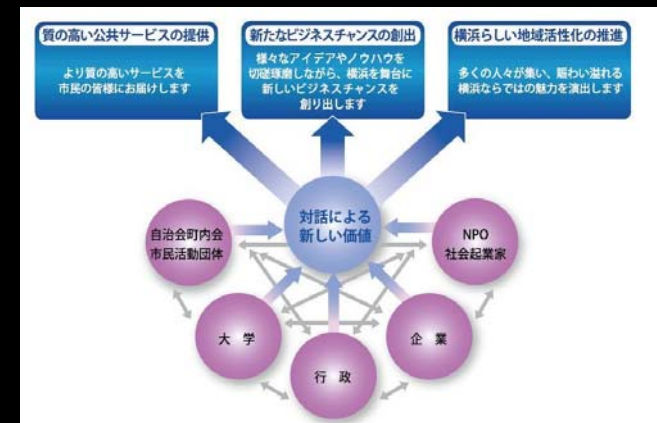 質の高い公共サービスの提供
より質の高いサービスを
市民の皆様にお届けします
新たなビジネスチャンスの創出
様々なアイデアやノウハウを
切磋琢磨しながら、横浜を舞台に
新しいビジネスチャンスを
創り出します
横浜らしい地域活性化の推進
多くの人々が集い、賑わい溢れる
横浜ならではの魅力を演出します
対話による
新しい価値
自治会町内会
市民活動団体
NPO
社会起業家
大 学
企 業
行 政